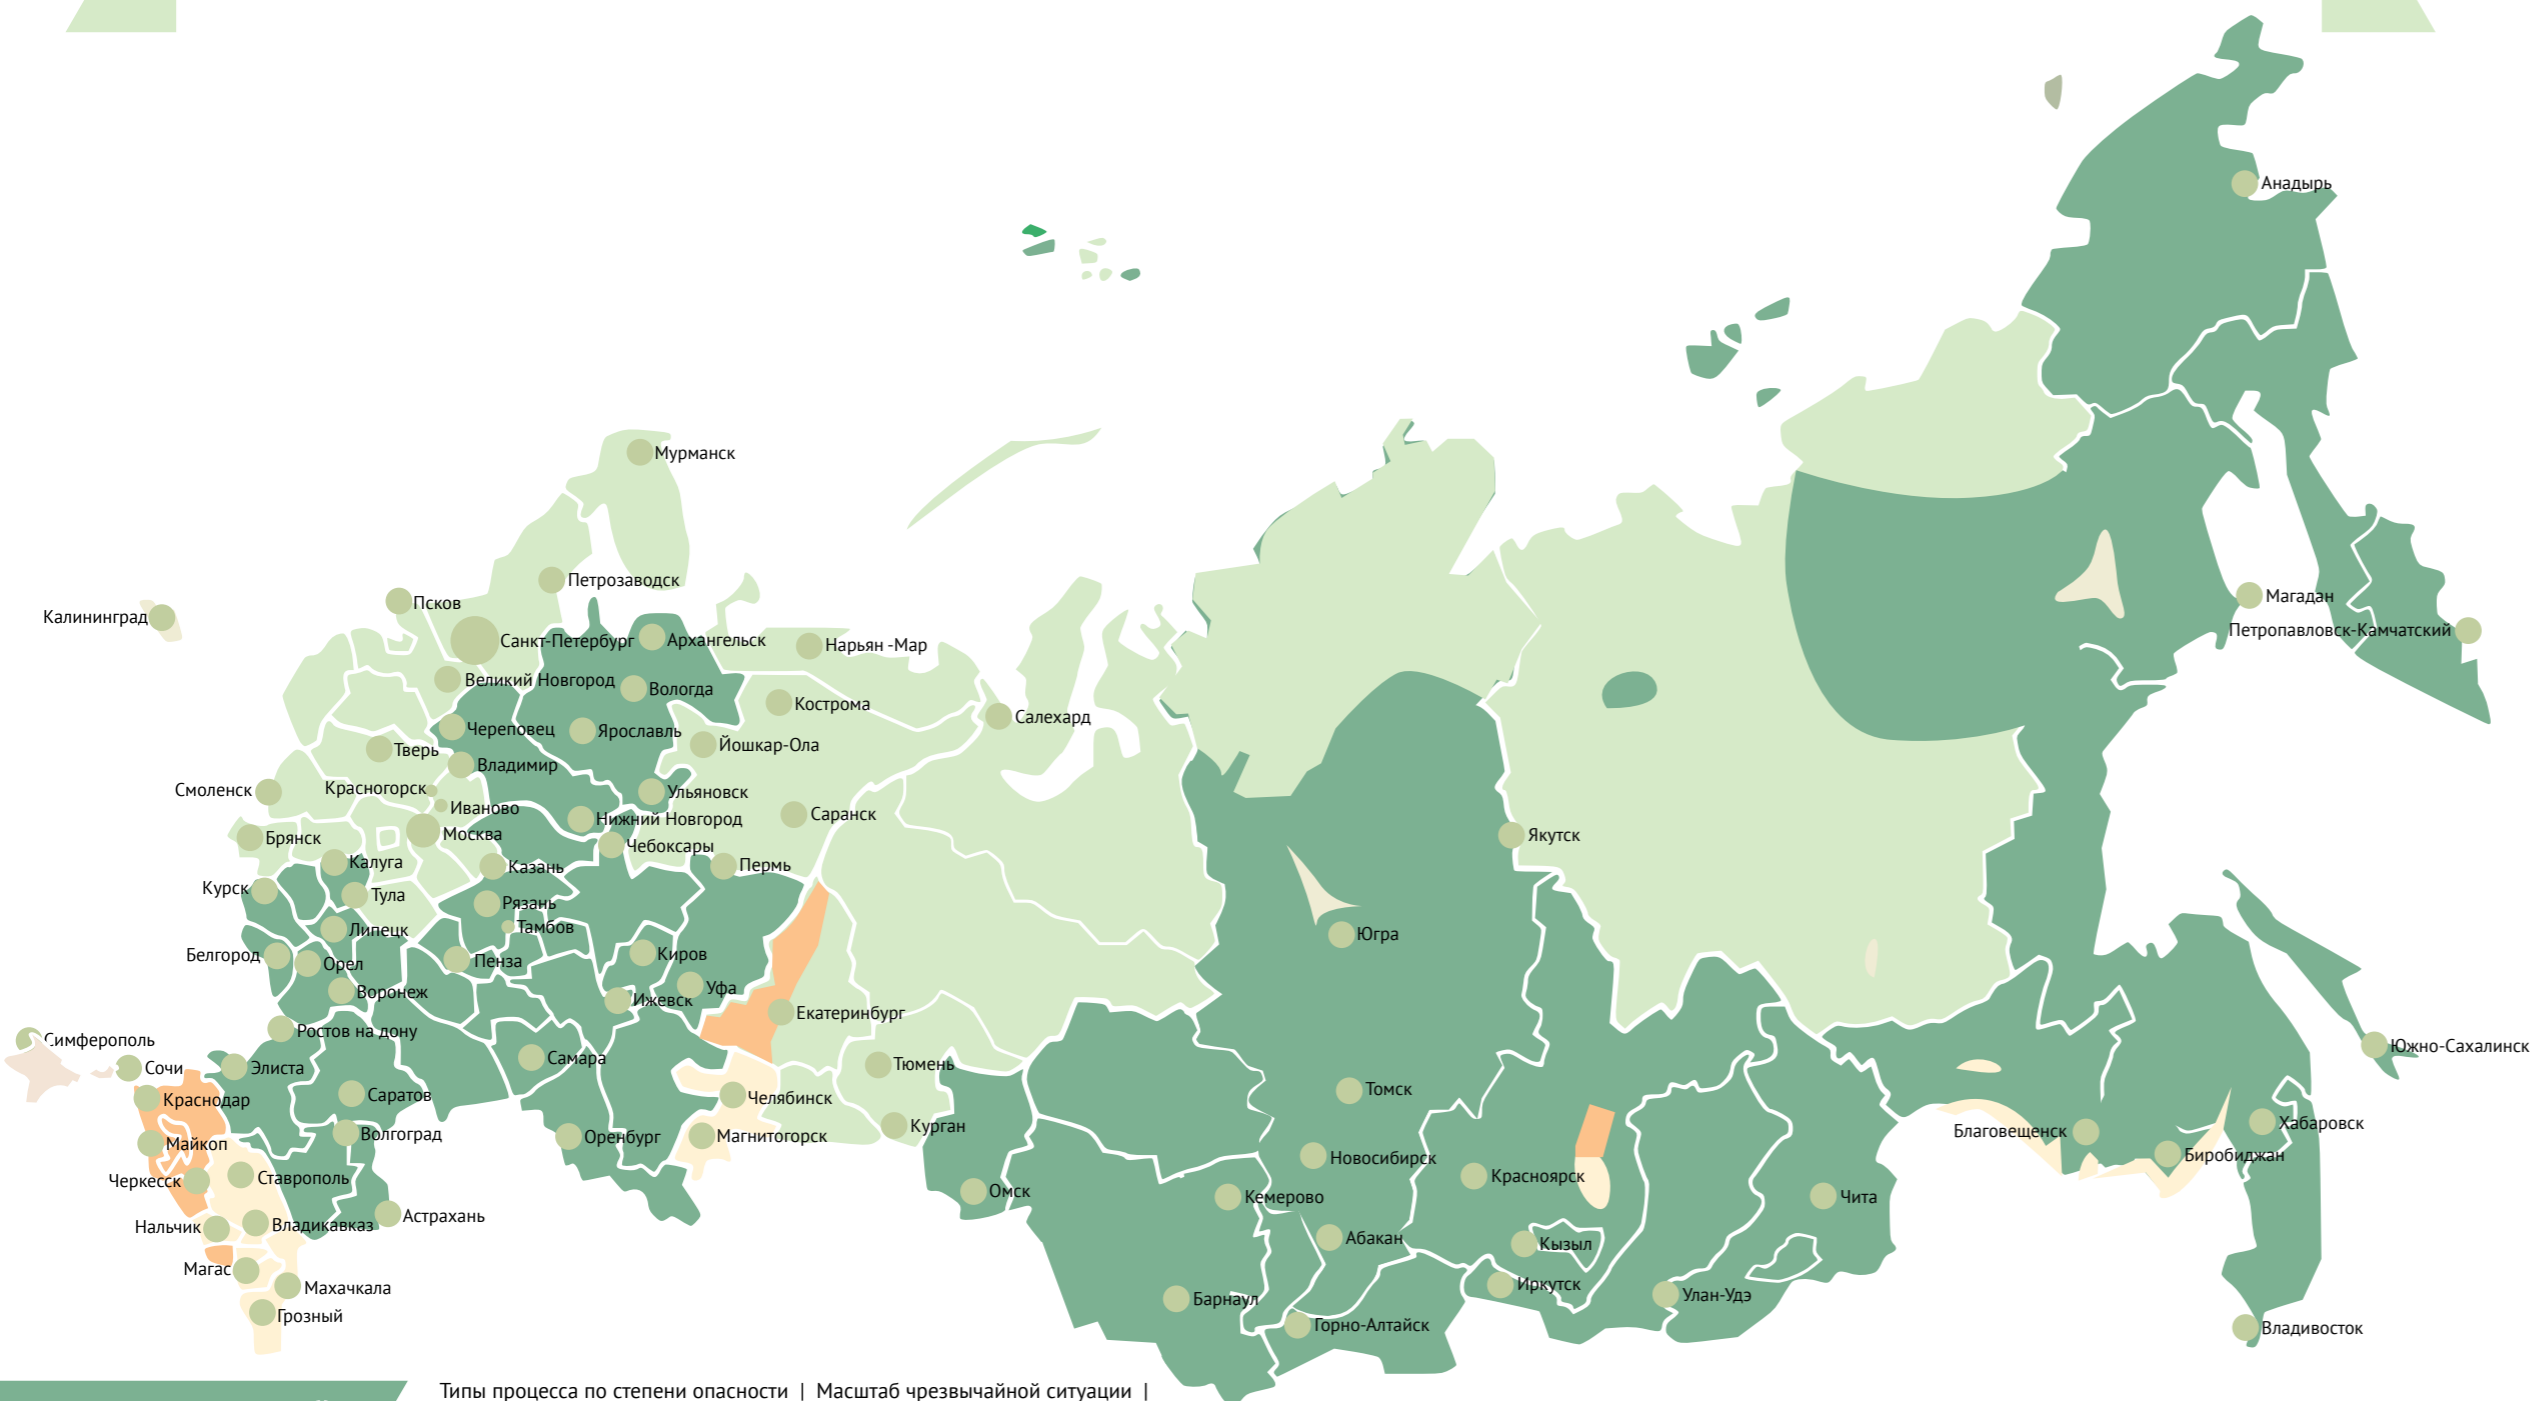 Анадырь
Мурманск
Петрозаводск
Магадан
Псков
Калининград
Петропавловск-Камчатский
Санкт-Петербург
Архангельск
Нарьян -Мар
Великий Новгород
Вологда
Кострома
Салехард
Череповец
Ярославль
Йошкар-Ола
Тверь
Владимир
Смоленск
Красногорск
Ульяновск
Иваново
Саранск
Нижний Новгород
Москва
Якутск
Брянск
Чебоксары
Калуга
Казань
Пермь
Курск
Тула
Рязань
Тамбов
Липецк
Югра
Белгород
Орел
Пенза
Киров
Воронеж
Ижевск
Уфа
Екатеринбург
Ростов на дону
Симферополь
Южно-Сахалинск
Самара
Сочи
Элиста
Тюмень
Томск
Саратов
Челябинск
Краснодар
Хабаровск
Курган
Благовещенск
Волгоград
Оренбург
Магнитогорск
Майкоп
Биробиджан
Новосибирск
Черкесск
Ставрополь
Красноярск
Омск
Кемерово
Чита
Астрахань
Нальчик
Владикавказ
Абакан
Кызыл
Магас
Махачкала
Иркутск
Улан-Удэ
Барнаул
Грозный
Горно-Алтайск
Владивосток
Типы процесса по степени опасности | Масштаб чрезвычайной ситуации |